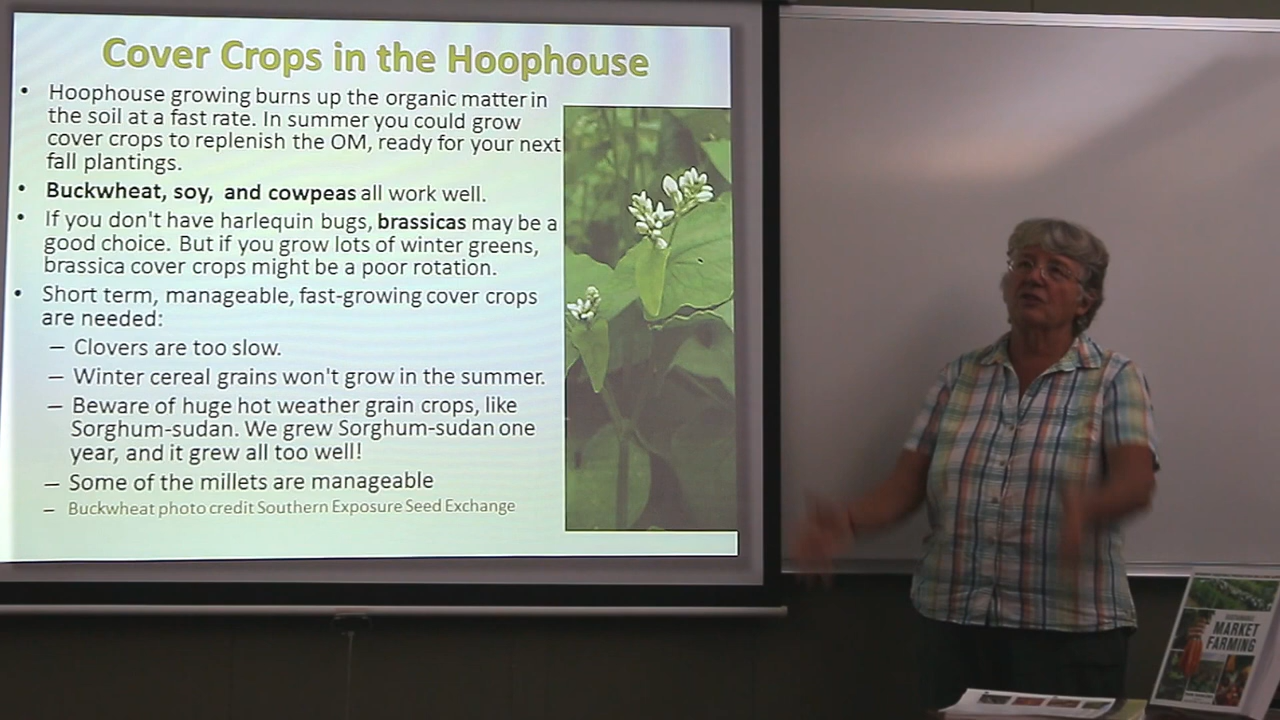 Cover Crops in the Hoophouse
• Hoophouse growing burns up the organic matter in
the soil at a fast rate. In summer you could grow
cover crops to replenish the OM, ready for your next
fall plantings.
• Buckwheat, soy, and cowpeas all work well.
• If you don't have harlequin bugs, brassicas may be a
good choice. But if you grow lots of winter greens,
brassica cover crops might be a poor rotation.
• Short term, manageable, fast-growing cover crops
are needed:
– Clovers are too slow.
– Winter cereal grains won't grow in the summer.
– Beware of huge hot weather grain crops, like
Sorghum-sudan. We grew Sorghum-sudan one
year, and it grew all too well!
– Some of the millets are manageable
– Buckwheat photo credit Southern Exposure Seed Exchange
MARKET
FARMING